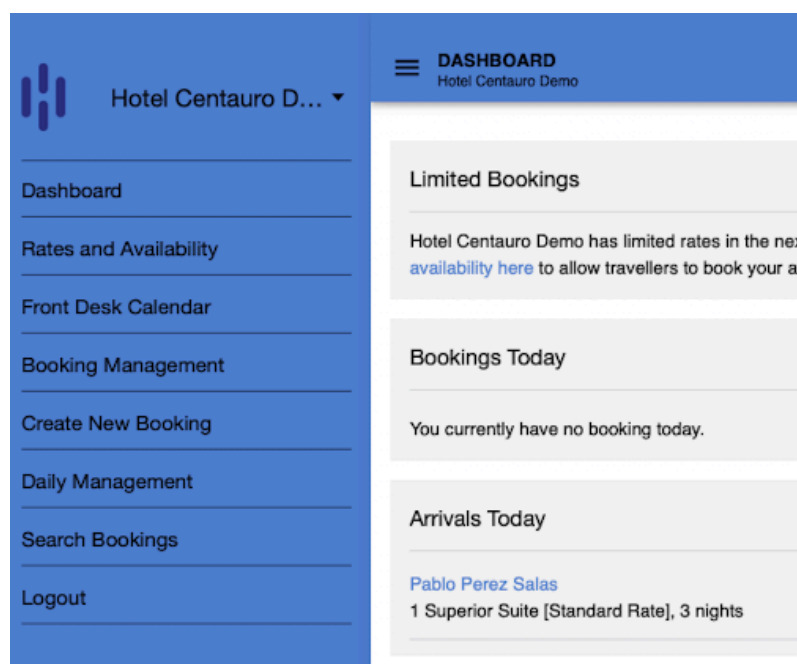 Hotel Centauro D...
Dashboard
Rates and Availability
Front Desk Calendar
Booking Management
Create New Booking
Daily Management
Search Bookings
Logout
DASHBOARD
Hotel Centauro Demo
Limited Bookings
Hotel Centauro Demo has limited rates in the
availability here to allow travellers to book your
Bookings Today
You currently have no booking today.
Arrivals Today
Pablo Perez Salas
1 Superior Suite [Standard Rate], 3 nights